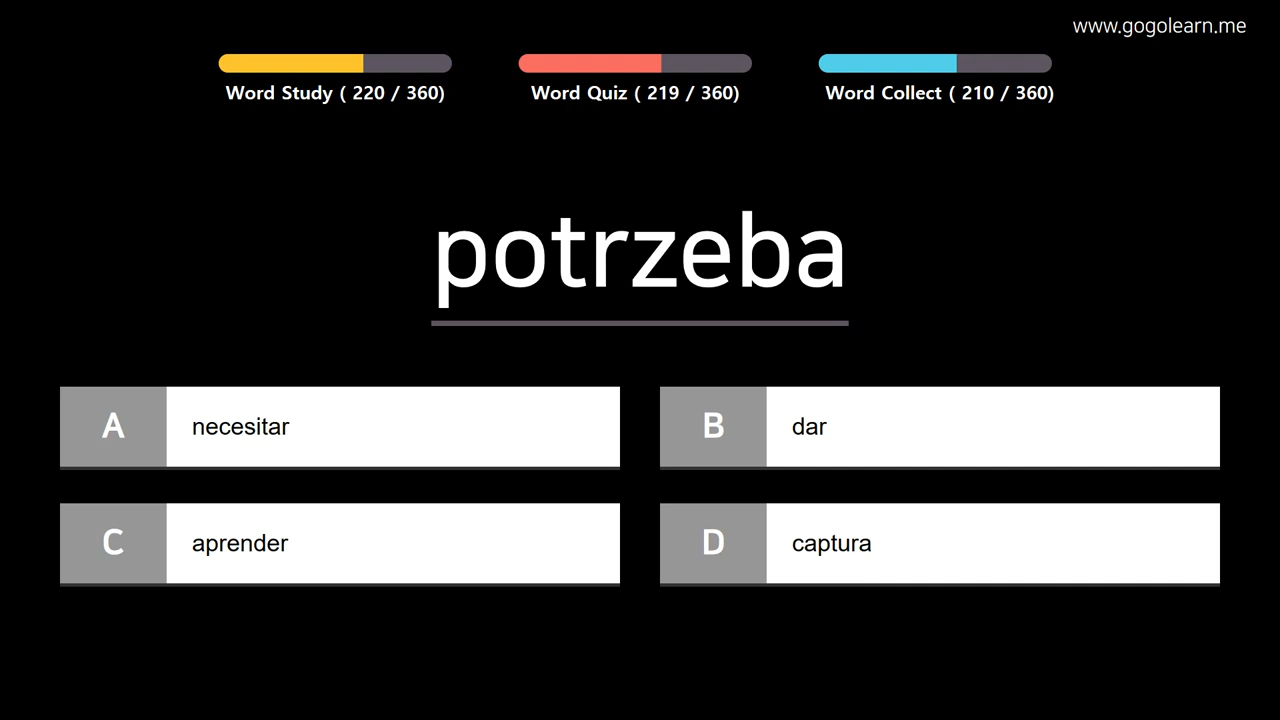 www.gogolearn.me
Word Study ( 220 / 360)
Word Quiz ( 219 / 360)
Word Collect ( 210 / 360)
potrzeba
A necesitar
B dar
C aprender
D captura